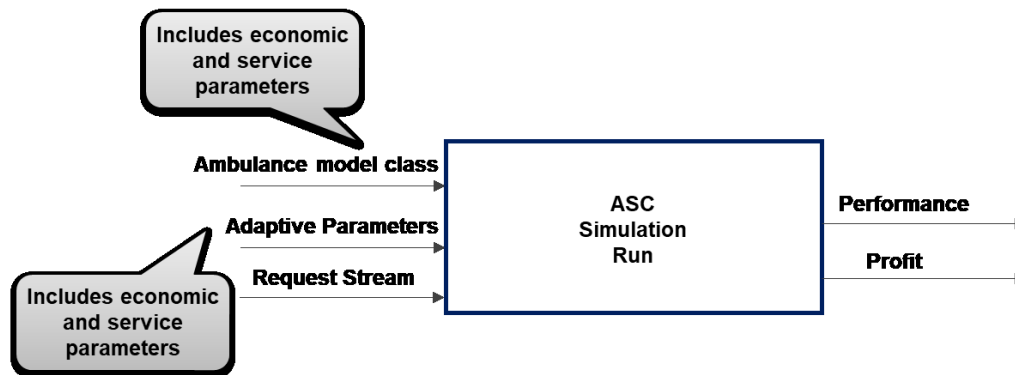 Includes economic
and service
parameters
Ambulance model class
Adaptive Parameters
Request Stream
Includes economic
and service
parameters
ASC
Simulation
Run
Performance
Profit